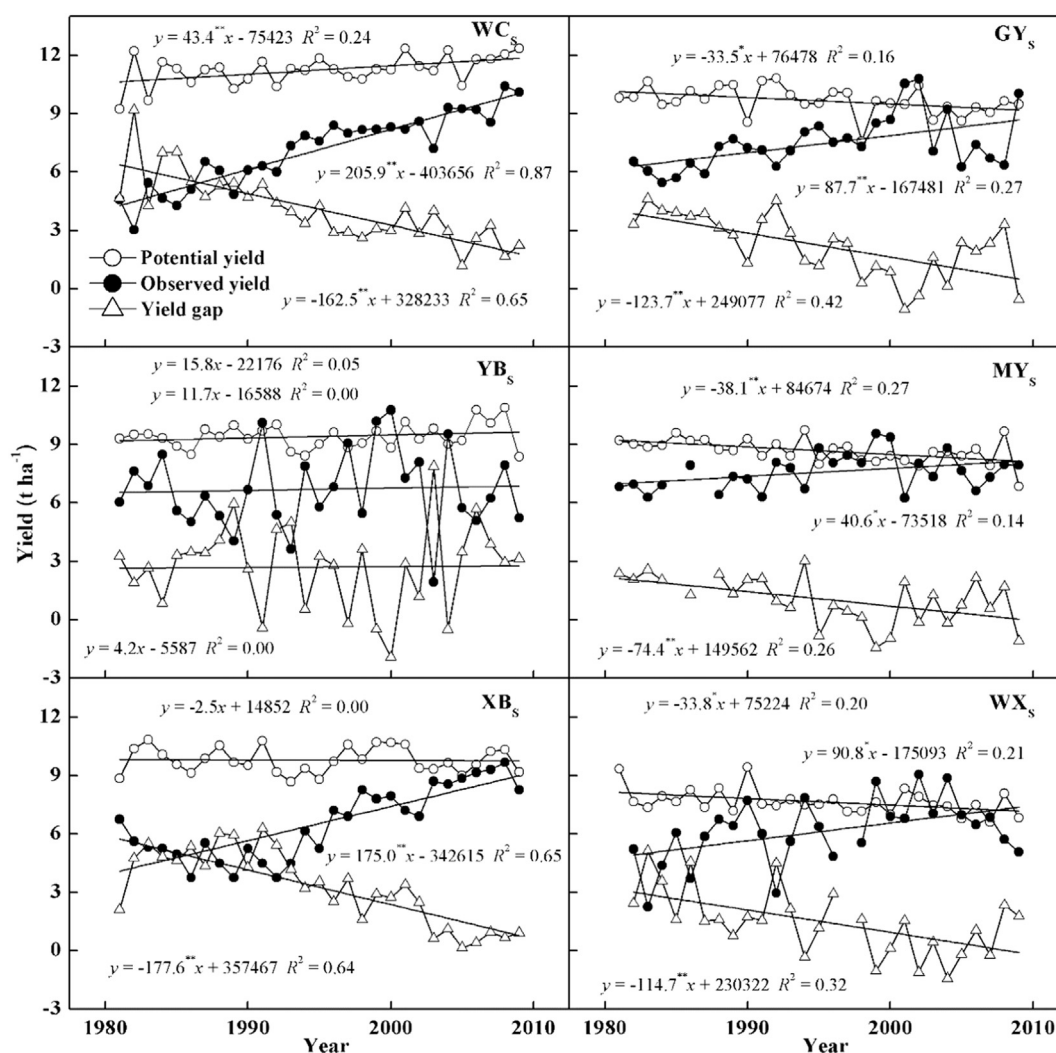 WCₛ
y = 43.4**x - 75423 R² = 0.24
y = 205.9**x - 403656 R² = 0.87
Potential yield
Observed yield
Yield gap
y = -162.5**x + 328233 R² = 0.65
12
9
6
3
0
-3
GYₛ
y = -33.5*x + 76478 R² = 0.16
y = 87.7**x - 167481 R² = 0.27
y = -123.7**x + 249077 R² = 0.42
YBₛ
y = 15.8x - 22176 R² = 0.05
y = 11.7x - 16588 R² = 0.00
y = 4.2x - 5587 R² = 0.00
12
9
6
3
0
-3
Yield (t ha⁻¹)
MYₛ
y = -38.1**x + 84674 R² = 0.27
y = 40.6*x - 73518 R² = 0.14
y = -74.4**x + 149562 R² = 0.26
XBₛ
y = -2.5x + 14852 R² = 0.00
y = 175.0**x - 342615 R² = 0.65
y = -177.6**x + 357467 R² = 0.64
12
9
6
3
0
-3
WXₛ
y = -33.8*x + 75224 R² = 0.20
y = 90.8*x - 175093 R² = 0.21
y = -114.7**x + 230322 R² = 0.32
1980 1990 2000 2010
1980 1990 2000 2010
Year
Year